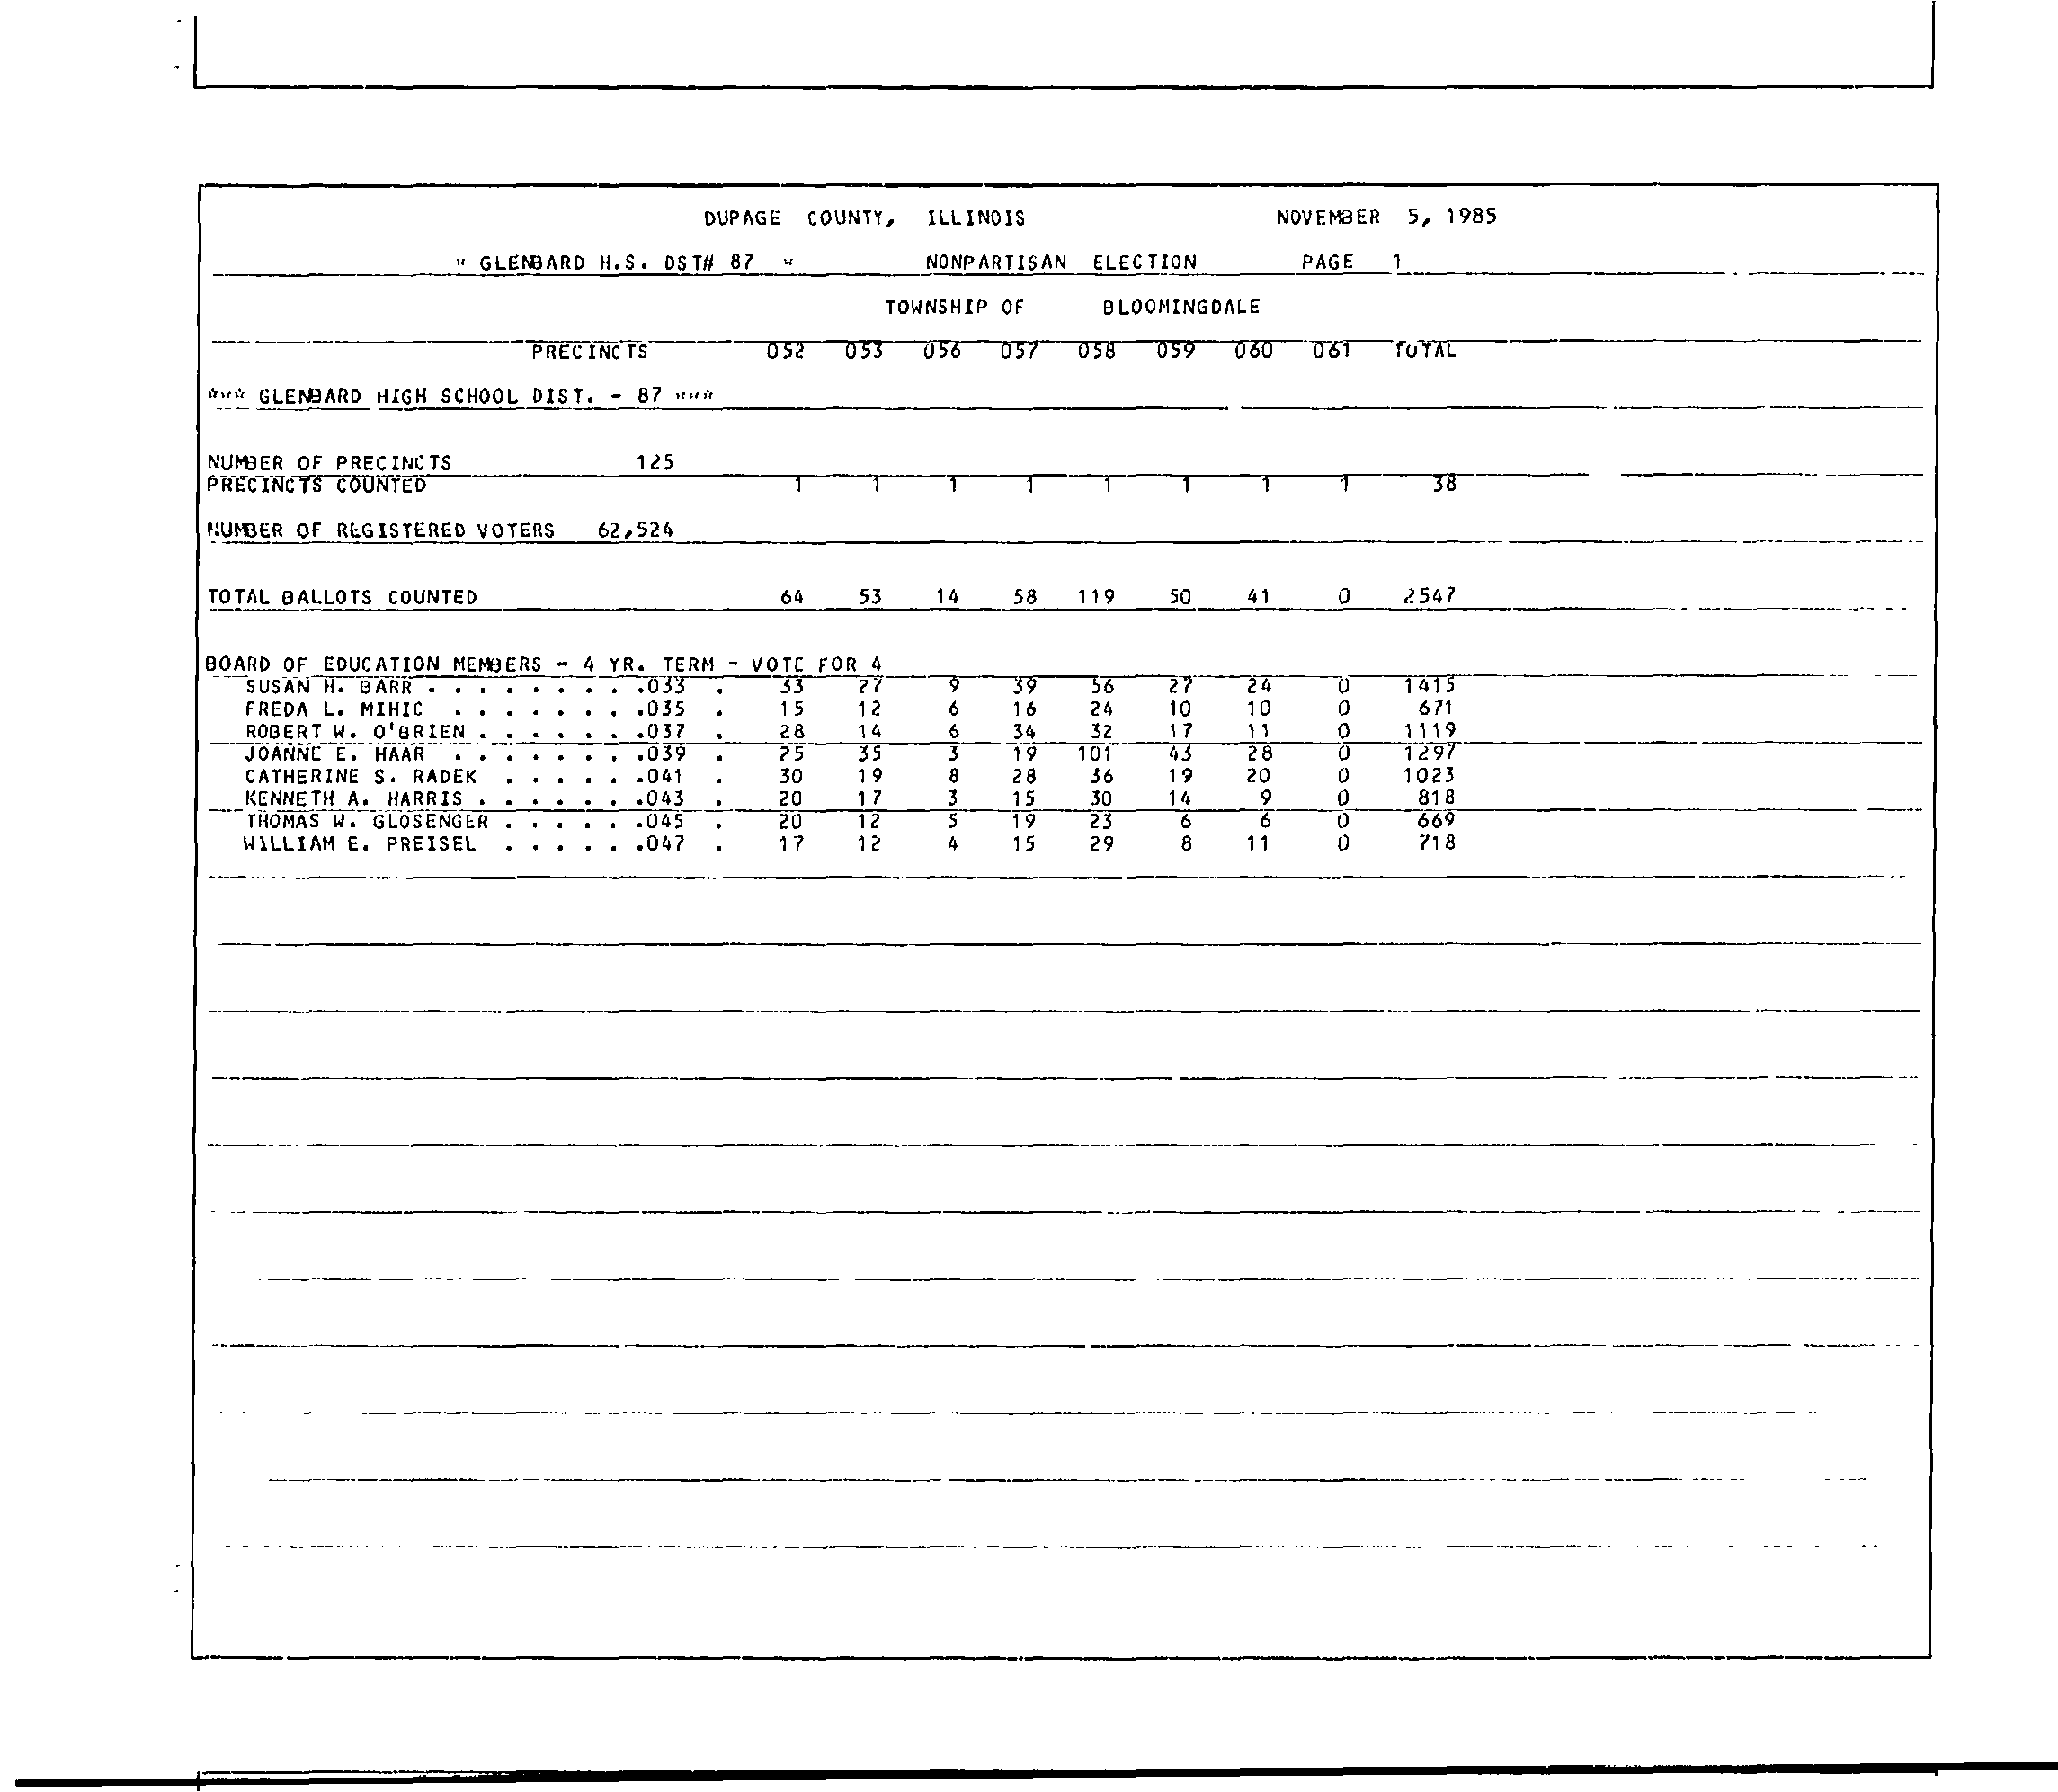 DUPAGE COUNTY, ILLINOIS NOVEMBER 5, 1985
* GLENBARD H.S. DST# 87 * NONPARTISAN ELECTION PAGE 1
TOWNSHIP OF BLOOMINGDALE
PRECINCTS 052 053 056 057 058 059 060 061 TOTAL
*** GLENBARD HIGH SCHOOL DIST. - 87 ***
NUMBER OF PRECINCTS 125
PRECINCTS COUNTED 1 1 1 1 1 1 1 1 38
NUMBER OF REGISTERED VOTERS 62,524
TOTAL BALLOTS COUNTED 64 53 14 58 119 50 41 0 2547
BOARD OF EDUCATION MEMBERS - 4 YR. TERM - VOTE FOR 4
SUSAN H. BARR . . . . . . . . .033 . 33 27 9 39 56 27 24 0 1415
FREDA L. MIHIC . . . . . . . .035 . 15 12 6 16 24 10 10 0 671
ROBERT W. O'BRIEN . . . . . . .037 . 28 14 6 34 32 17 11 0 1119
JOANNE E. HAAR . . . . . . . .039 . 25 35 3 19 101 43 28 0 1297
CATHERINE S. RADEK . . . . . .041 . 30 19 8 28 36 19 20 0 1023
KENNETH A. HARRIS . . . . . . .043 . 20 17 3 15 30 14 9 0 818
THOMAS W. GLOSENGER . . . . . .045 . 20 12 5 19 23 6 6 0 669
WILLIAM E. PREISEL . . . . . .047 . 17 12 4 15 29 8 11 0 718